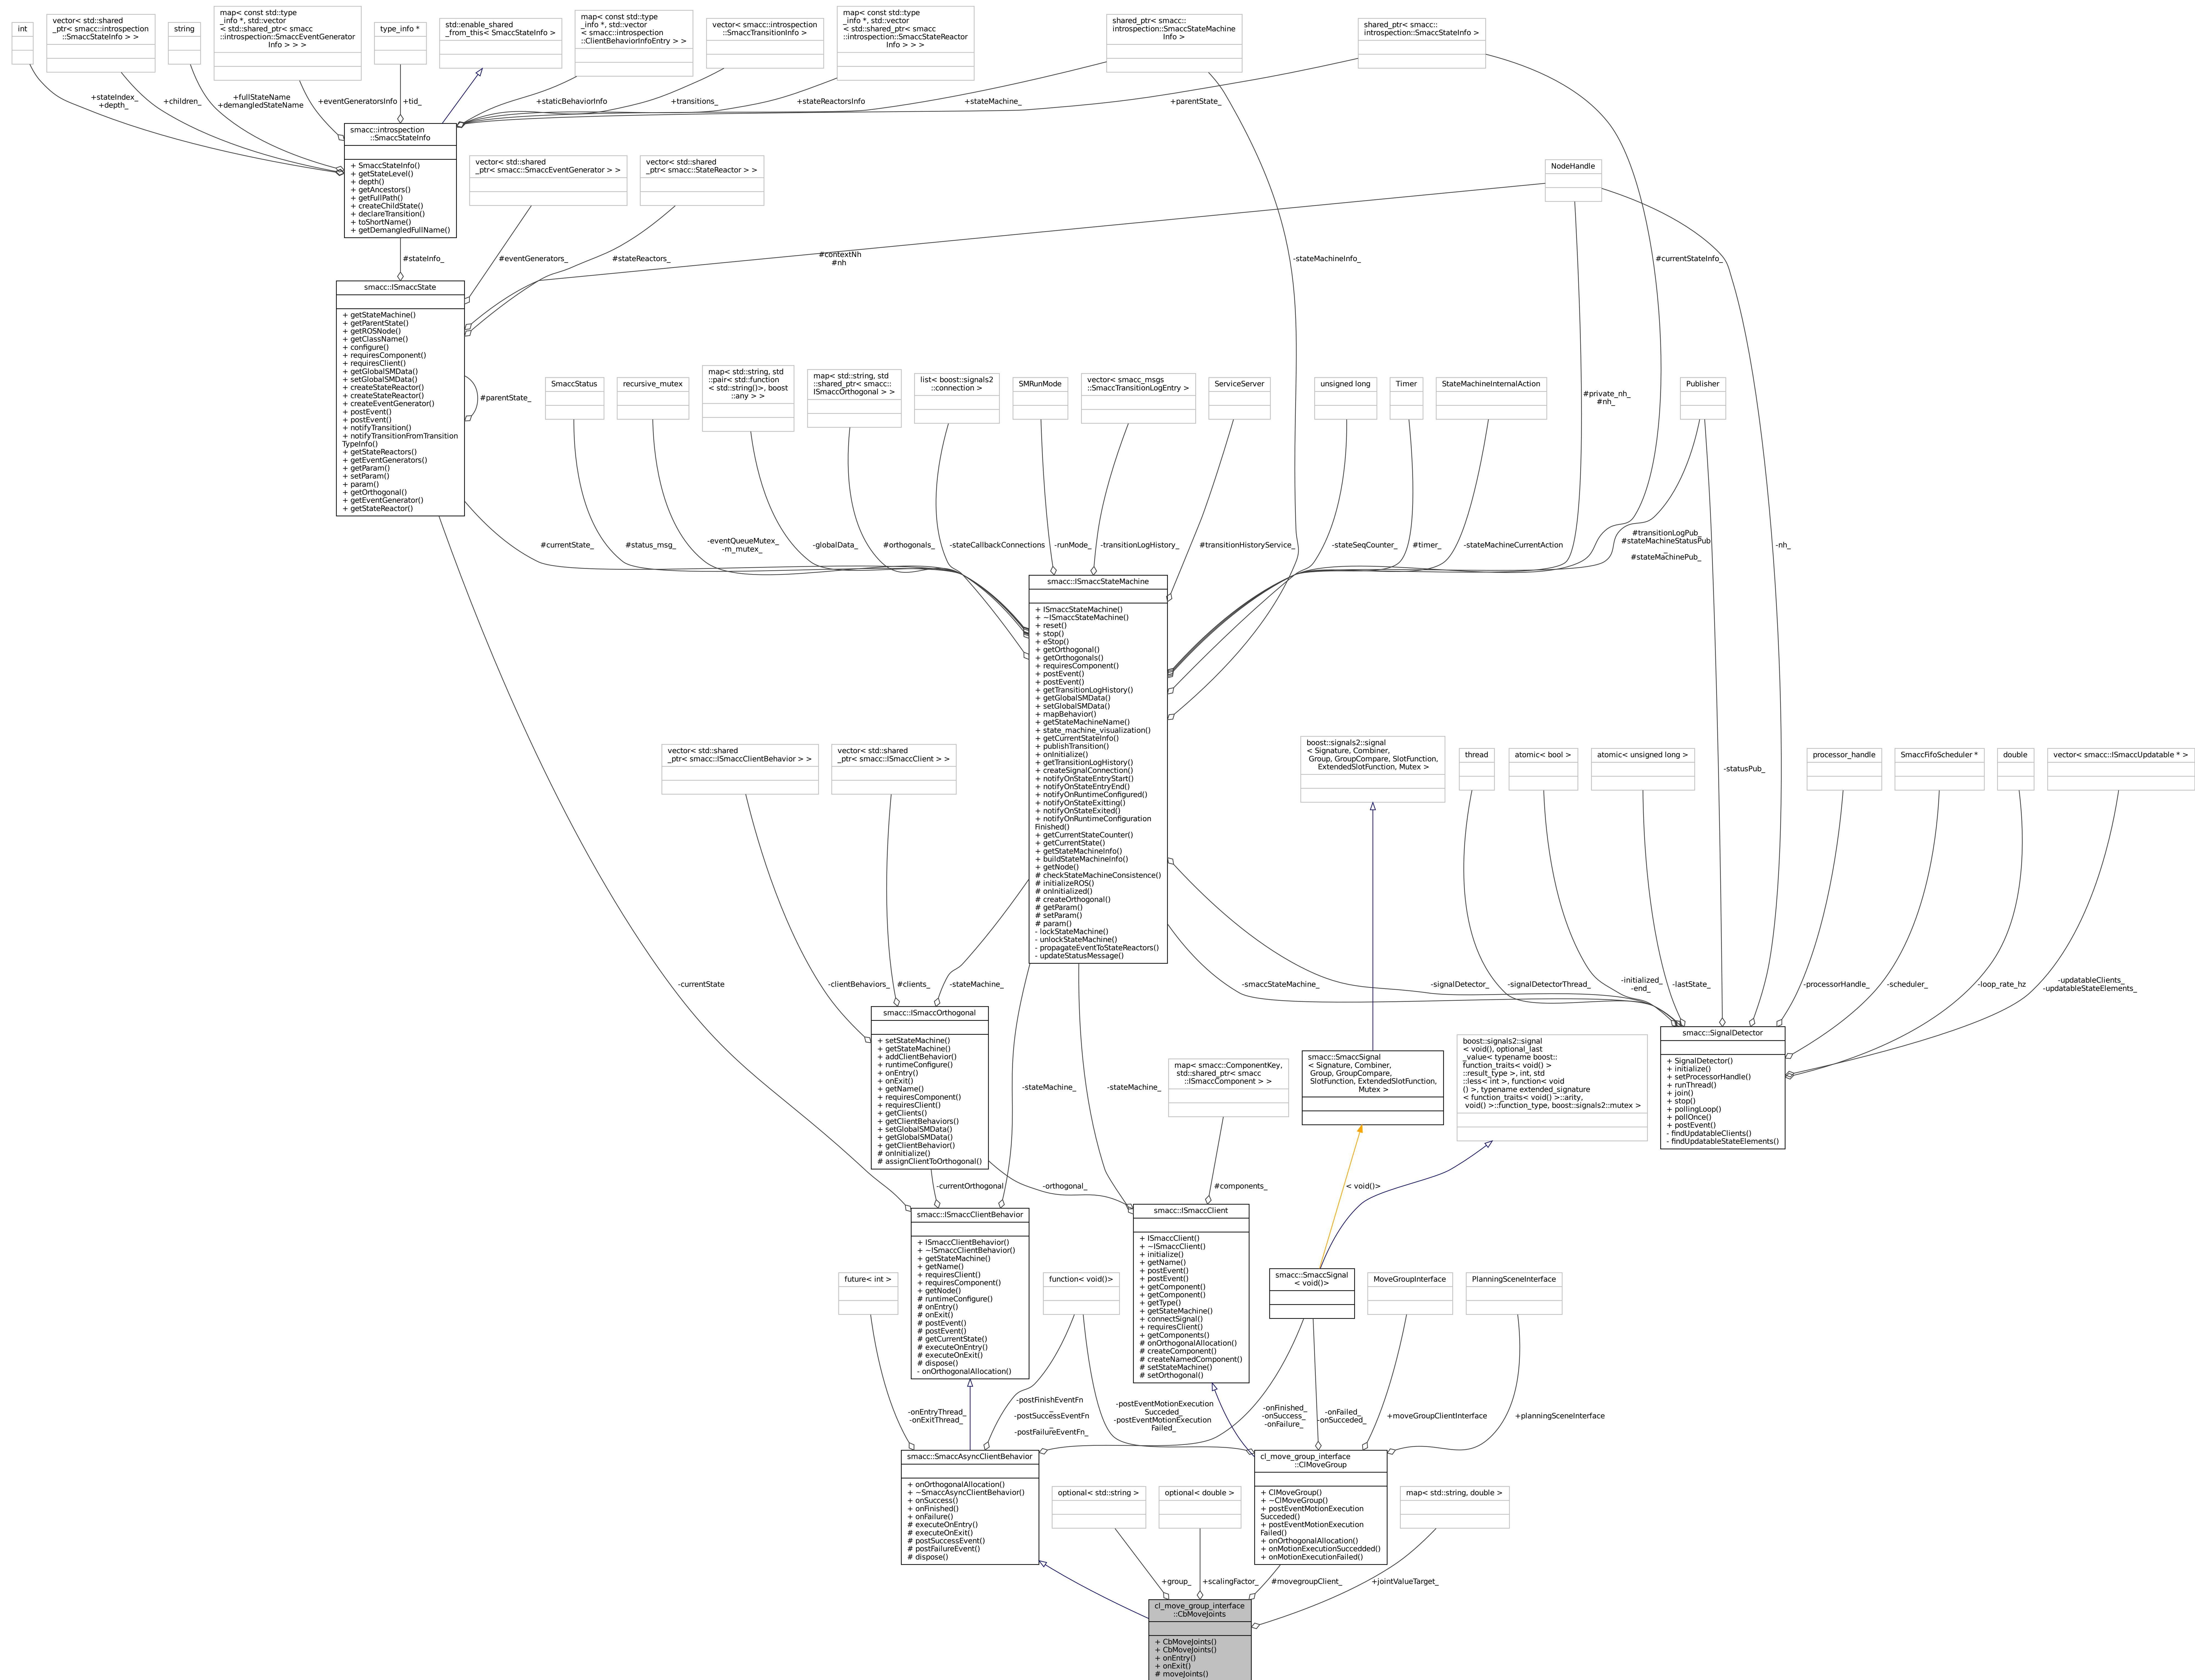 int
vector< std::shared
_ptr< smacc::introspection
::SmaccStateInfo > >
string
map< const std::type
_info *, std::vector
< std::shared_ptr< smacc
::introspection::SmaccEventGenerator
Info > > >
type_info *
std::enable_shared
_from_this< SmaccStateInfo >
map< const std::type
_info *, std::vector
< smacc::introspection
::ClientBehaviorInfoEntry > >
vector< smacc::introspection
::SmaccTransitionInfo >
map< const std::type
_info *, std::vector
< std::shared_ptr< smacc
::introspection::SmaccStateReactor
Info > > >
shared_ptr< smacc::
introspection::SmaccStateMachine
Info >
shared_ptr< smacc::
introspection::SmaccStateInfo >
+stateIndex_
+depth_
+children_
+fullStateName
+demangledStateName
+eventGeneratorsInfo
+tid_
+staticBehaviorInfo
+transitions_
+stateReactorsInfo
+stateMachine_
+parentState_
smacc::introspection
::SmaccStateInfo
+ SmaccStateInfo()
+ getStateLevel()
+ depth()
+ getAncestors()
+ getFullPath()
+ createChildState()
+ declareTransition()
+ toShortName()
+ getDemangledFullName()
vector< std::shared
_ptr< smacc::SmaccEventGenerator > >
vector< std::shared
_ptr< smacc::StateReactor > >
NodeHandle
#stateInfo_
#eventGenerators_
#stateReactors_
#contextNh
#nh
-stateMachineInfo_
#currentStateInfo_
smacc::ISmaccState
+ getStateMachine()
+ getParentState()
+ getROSNode()
+ getClassName()
+ configure()
+ requiresComponent()
+ requiresClient()
+ getGlobalSMData()
+ setGlobalSMData()
+ createStateReactor()
+ createStateReactor()
+ createEventGenerator()
+ postEvent()
+ postEvent()
+ notifyTransition()
+ notifyTransitionFromTransition
TypeInfo()
+ getStateReactors()
+ getEventGenerators()
+ getParam()
+ setParam()
+ param()
+ getOrthogonal()
+ getEventGenerator()
+ getStateReactor()
#parentState_
SmaccStatus
recursive_mutex
map< std::string, std
::pair< std::function
< std::string()>, boost
::any > >
map< std::string, std
::shared_ptr< smacc::
ISmaccOrthogonal > >
list< boost::signals2
::connection >
SMRunMode
vector< smacc_msgs
::SmaccTransitionLogEntry >
ServiceServer
unsigned long
Timer
StateMachineInternalAction
#private_nh_
#nh_
Publisher
#currentState_
#status_msg_
-eventQueueMutex_
-m_mutex_
-globalData_
#orthogonals_
-stateCallbackConnections
-runMode_
-transitionLogHistory_
#transitionHistoryService_
-stateSeqCounter_
#timer_
-stateMachineCurrentAction
#transitionLogPub_
#stateMachineStatusPub
_
#stateMachinePub_
-nh_
smacc::ISmaccStateMachine
+ ISmaccStateMachine()
+ ~ISmaccStateMachine()
+ reset()
+ stop()
+ eStop()
+ getOrthogonal()
+ getOrthogonals()
+ requiresComponent()
+ postEvent()
+ postEvent()
+ getTransitionLogHistory()
+ getGlobalSMData()
+ setGlobalSMData()
+ mapBehavior()
+ getStateMachineName()
+ state_machine_visualization()
+ getCurrentStateInfo()
+ publishTransition()
+ onInitialize()
+ getTransitionLogHistory()
+ createSignalConnection()
+ notifyOnStateEntryStart()
+ notifyOnStateEntryEnd()
+ notifyOnRuntimeConfigured()
+ notifyOnStateExitting()
+ notifyOnStateExited()
+ notifyOnRuntimeConfiguration
Finished()
+ getCurrentStateCounter()
+ getCurrentState()
+ getStateMachineInfo()
+ buildStateMachineInfo()
+ getNode()
# checkStateMachineConsistence()
# initializeROS()
# onInitialized()
# createOrthogonal()
# getParam()
# setParam()
# param()
- lockStateMachine()
- unlockStateMachine()
- propagateEventToStateReactors()
- updateStatusMessage()
vector< std::shared
_ptr< smacc::ISmaccClientBehavior > >
vector< std::shared
_ptr< smacc::ISmaccClient > >
boost::signals2::signal
< Signature, Combiner,
Group, GroupCompare, SlotFunction,
ExtendedSlotFunction, Mutex >
thread
atomic< bool >
atomic< unsigned long >
-statusPub_
processor_handle
SmaccFifoScheduler *
double
vector< smacc::ISmaccUpdatable * >
-currentState
-clientBehaviors_
#clients_
-stateMachine_
-smaccStateMachine_
-signalDetector_
-signalDetectorThread_
-initialized_
-end_
-lastState_
-processorHandle_
-scheduler_
-loop_rate_hz
-updatableClients_
-updatableStateElements_
smacc::ISmaccOrthogonal
+ setStateMachine()
+ getStateMachine()
+ addClientBehavior()
+ runtimeConfigure()
+ onEntry()
+ onExit()
+ getName()
+ requiresComponent()
+ requiresClient()
+ getClients()
+ getClientBehaviors()
+ setGlobalSMData()
+ getGlobalSMData()
+ getClientBehavior()
# onInitialize()
# assignClientToOrthogonal()
-stateMachine_
-stateMachine_
map< smacc::ComponentKey,
std::shared_ptr< smacc
::ISmaccComponent > >
smacc::SmaccSignal
< Signature, Combiner,
Group, GroupCompare,
SlotFunction, ExtendedSlotFunction,
Mutex >
boost::signals2::signal
< void(), optional_last
_value< typename boost::
function_traits< void() >
::result_type >, int, std
::less< int >, function< void
() >, typename extended_signature
< function_traits< void() >::arity,
void() >::function_type, boost::signals2::mutex >
smacc::SignalDetector
+ SignalDetector()
+ initialize()
+ setProcessorHandle()
+ runThread()
+ join()
+ stop()
+ pollingLoop()
+ pollOnce()
+ postEvent()
- findUpdatableClients()
- findUpdatableStateElements()
-currentOrthogonal
-orthogonal_
#components_
< void()>
smacc::ISmaccClientBehavior
+ ISmaccClientBehavior()
+ ~ISmaccClientBehavior()
+ getStateMachine()
+ getName()
+ requiresClient()
+ requiresComponent()
+ getNode()
# runtimeConfigure()
# onEntry()
# onExit()
# postEvent()
# postEvent()
# getCurrentState()
# executeOnEntry()
# executeOnExit()
# dispose()
- onOrthogonalAllocation()
smacc::ISmaccClient
+ ISmaccClient()
+ ~ISmaccClient()
+ initialize()
+ getName()
+ postEvent()
+ postEvent()
+ getComponent()
+ getComponent()
+ getType()
+ getStateMachine()
+ connectSignal()
+ requiresClient()
+ getComponents()
# onOrthogonalAllocation()
# createComponent()
# createNamedComponent()
# setStateMachine()
# setOrthogonal()
future< int >
function< void()>
smacc::SmaccSignal
< void()>
MoveGroupInterface
PlanningSceneInterface
-onEntryThread_
-onExitThread_
-postFinishEventFn
_
-postSuccessEventFn
_
-postFailureEventFn_
-postEventMotionExecution
Succeded_
-postEventMotionExecution
Failed_
-onFinished_
-onSuccess_
-onFailure_
-onFailed_
-onSucceded_
+moveGroupClientInterface
+planningSceneInterface
smacc::SmaccAsyncClientBehavior
+ onOrthogonalAllocation()
+ ~SmaccAsyncClientBehavior()
+ onSuccess()
+ onFinished()
+ onFailure()
# executeOnEntry()
# executeOnExit()
# postSuccessEvent()
# postFailureEvent()
# dispose()
optional< std::string >
optional< double >
cl_move_group_interface
::ClMoveGroup
+ ClMoveGroup()
+ ~ClMoveGroup()
+ postEventMotionExecution
Succeded()
+ postEventMotionExecution
Failed()
+ onOrthogonalAllocation()
+ onMotionExecutionSuccedded()
+ onMotionExecutionFailed()
map< std::string, double >
+group_
+scalingFactor_
#movegroupClient_
+jointValueTarget_
cl_move_group_interface
::CbMoveJoints
+ CbMoveJoints()
+ CbMoveJoints()
+ onEntry()
+ onExit()
# moveJoints()